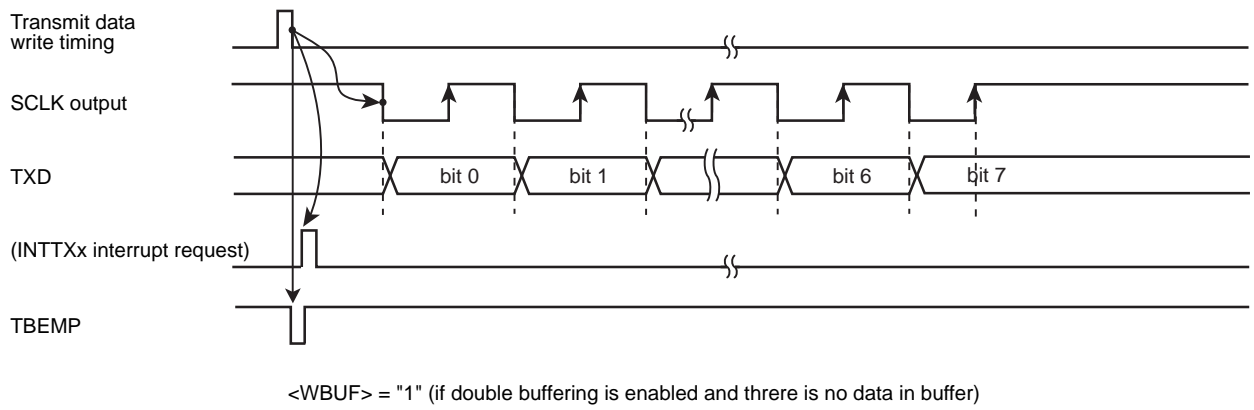 Transmit data
write timing
SCLK output
TXD
bit 0
bit 1
bit 6
bit 7
(INTTXx interrupt request)
TBEMP
<WBUF> = "1" (if double buffering is enabled and threre is no data in buffer)